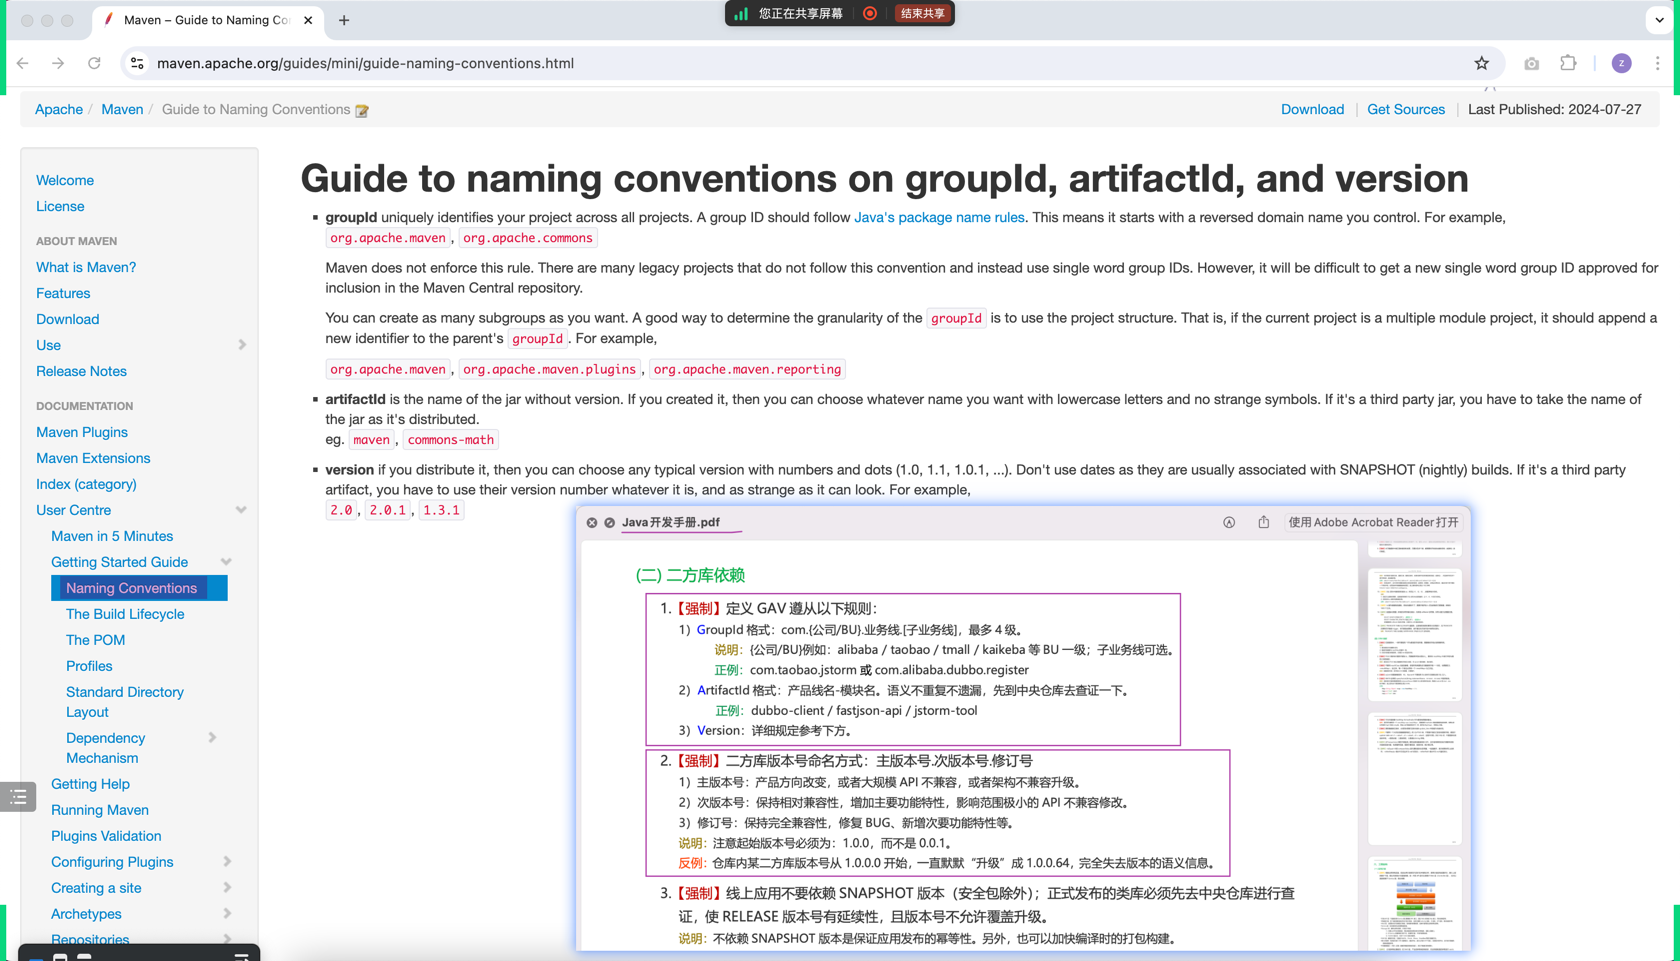 Maven – Guide to Naming Co
您正在共享屏幕
结束共享
maven.apache.org/guides/mini/guide-naming-conventions.html
z
Apache / Maven / Guide to Naming Conventions
Download | Get Sources | Last Published: 2024-07-27
Welcome
License
ABOUT MAVEN
What is Maven?
Features
Download
Use
Release Notes
DOCUMENTATION
Maven Plugins
Maven Extensions
Index (category)
User Centre
Maven in 5 Minutes
Getting Started Guide
Naming Conventions
The Build Lifecycle
The POM
Profiles
Standard Directory
Layout
Dependency
Mechanism
Getting Help
Running Maven
Plugins Validation
Configuring Plugins
Creating a site
Archetypes
Repositories
Guide to naming conventions on groupId, artifactId, and version
groupId uniquely identifies your project across all projects. A group ID should follow Java's package name rules. This means it starts with a reversed domain name you control. For example,
org.apache.maven, org.apache.commons
Maven does not enforce this rule. There are many legacy projects that do not follow this convention and instead use single word group IDs. However, it will be difficult to get a new single word group ID approved for
inclusion in the Maven Central repository.
You can create as many subgroups as you want. A good way to determine the granularity of the groupId is to use the project structure. That is, if the current project is a multiple module project, it should append a
new identifier to the parent's groupId. For example,
org.apache.maven, org.apache.maven.plugins, org.apache.maven.reporting
artifactId is the name of the jar without version. If you created it, then you can choose whatever name you want with lowercase letters and no strange symbols. If it's a third party jar, you have to take the name of
the jar as it's distributed.
eg. maven, commons-math
version if you distribute it, then you can choose any typical version with numbers and dots (1.0, 1.1, 1.0.1, ...). Don't use dates as they are usually associated with SNAPSHOT (nightly) builds. If it's a third party
artifact, you have to use their version number whatever it is, and as strange as it can look. For example,
2.0, 2.0.1, 1.3.1
Java开发手册.pdf
使用Adobe Acrobat Reader打开
(二) 二方库依赖
1.【强制】定义 GAV 遵从以下规则：
1）GroupId 格式：com.{公司/BU}.业务线.[子业务线]，最多 4 级。
说明：{公司/BU}例如：alibaba / taobao / tmall / kaikeba 等 BU 一级；子业务线可选。
正例：com.taobao.jstorm 或 com.alibaba.dubbo.register
2）ArtifactId 格式：产品线名-模块名。语义不重复不遗漏，先到中央仓库去查证一下。
正例：dubbo-client / fastjson-api / jstorm-tool
3）Version：详细规定参考下方。
2.【强制】二方库版本号命名方式：主版本号.次版本号.修订号
1）主版本号：产品方向改变，或者大规模 API 不兼容，或者架构不兼容升级。
2）次版本号：保持相对兼容性，增加主要功能特性，影响范围极小的 API 不兼容修改。
3）修订号：保持完全兼容性，修复 BUG、新增次要功能特性等。
说明：注意起始版本号必须为：1.0.0，而不是 0.0.1。
反例：仓库内某二方库版本号从 1.0.0.0 开始，一直默默“升级”成 1.0.0.64，完全失去版本的语义信息。
3.【强制】线上应用不要依赖 SNAPSHOT 版本（安全包除外）；正式发布的类库必须先去中央仓库进行查
证，使 RELEASE 版本号有延续性，且版本号不允许覆盖升级。
说明：不依赖 SNAPSHOT 版本是保证应用发布的幂等性。另外，也可以加快编译时的打包构建。